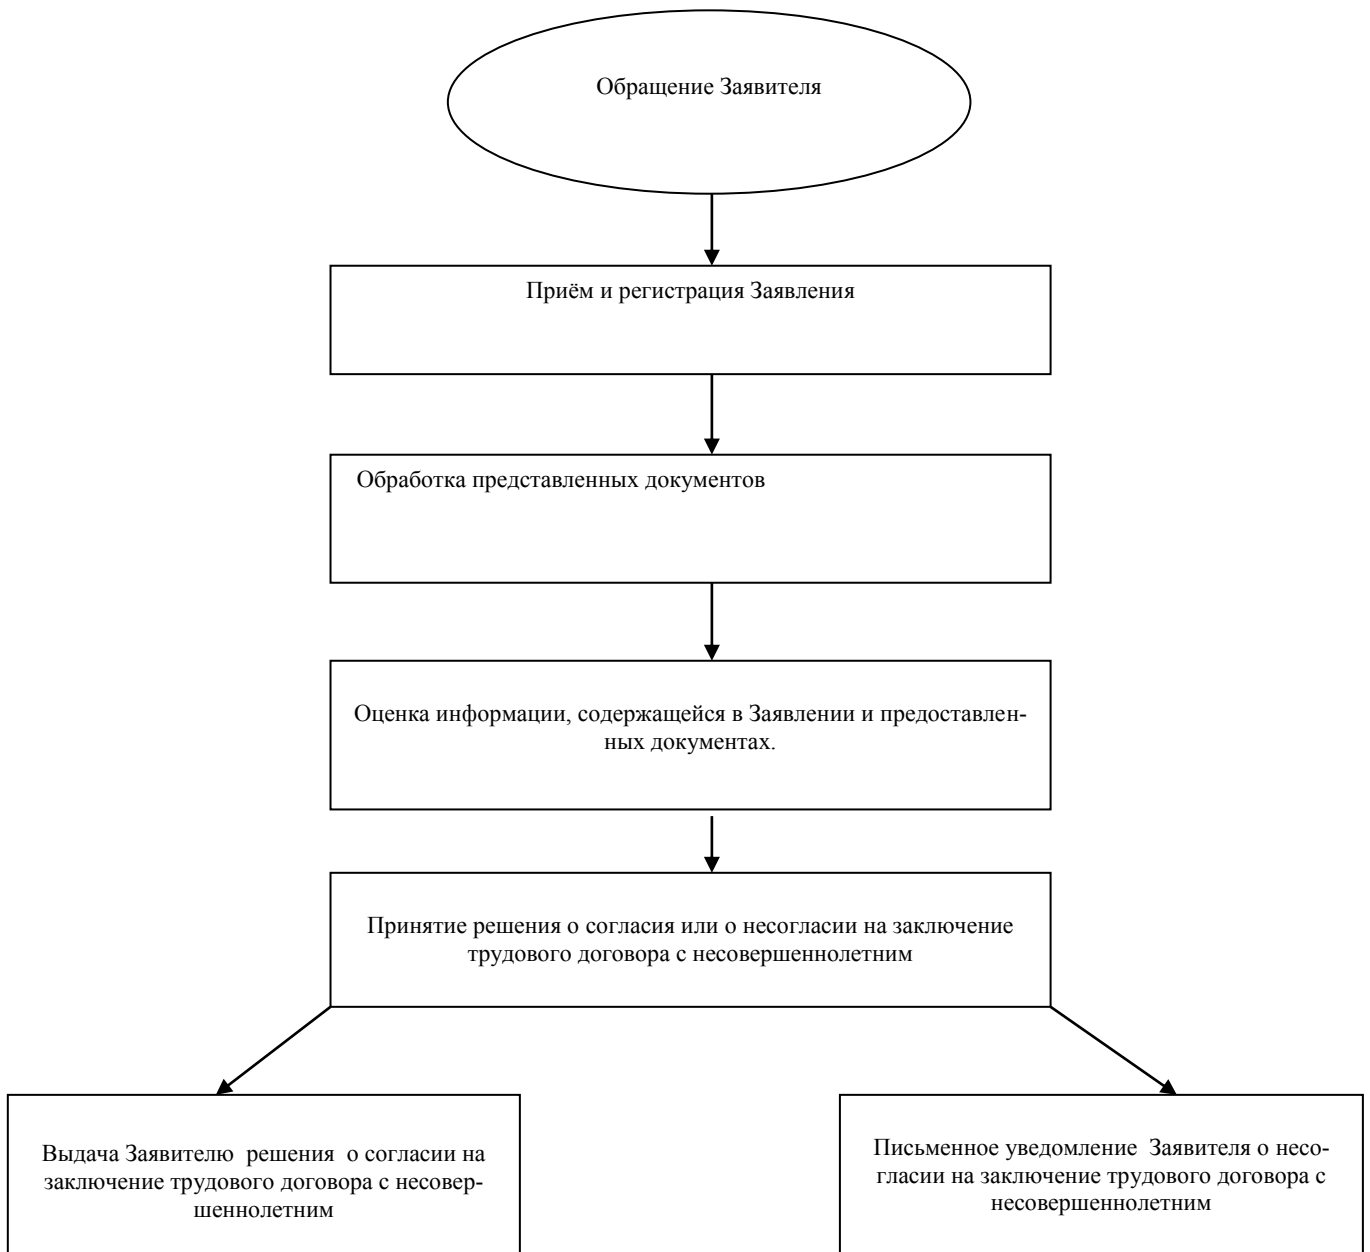 Обращение Заявителя
Приём и регистрация Заявления
Обработка представленных документов
Оценка информации, содержащейся в Заявлении и предоставлен-
ных документах.
Принятие решения о согласия или о несогласии на заключение
трудового договора с несовершеннолетним
Выдача Заявителю  решения  о согласии на
заключение трудового договора с несовер-
шеннолетним
Письменное уведомление  Заявителя о несо-
гласии на заключение трудового договора с
несовершеннолетним